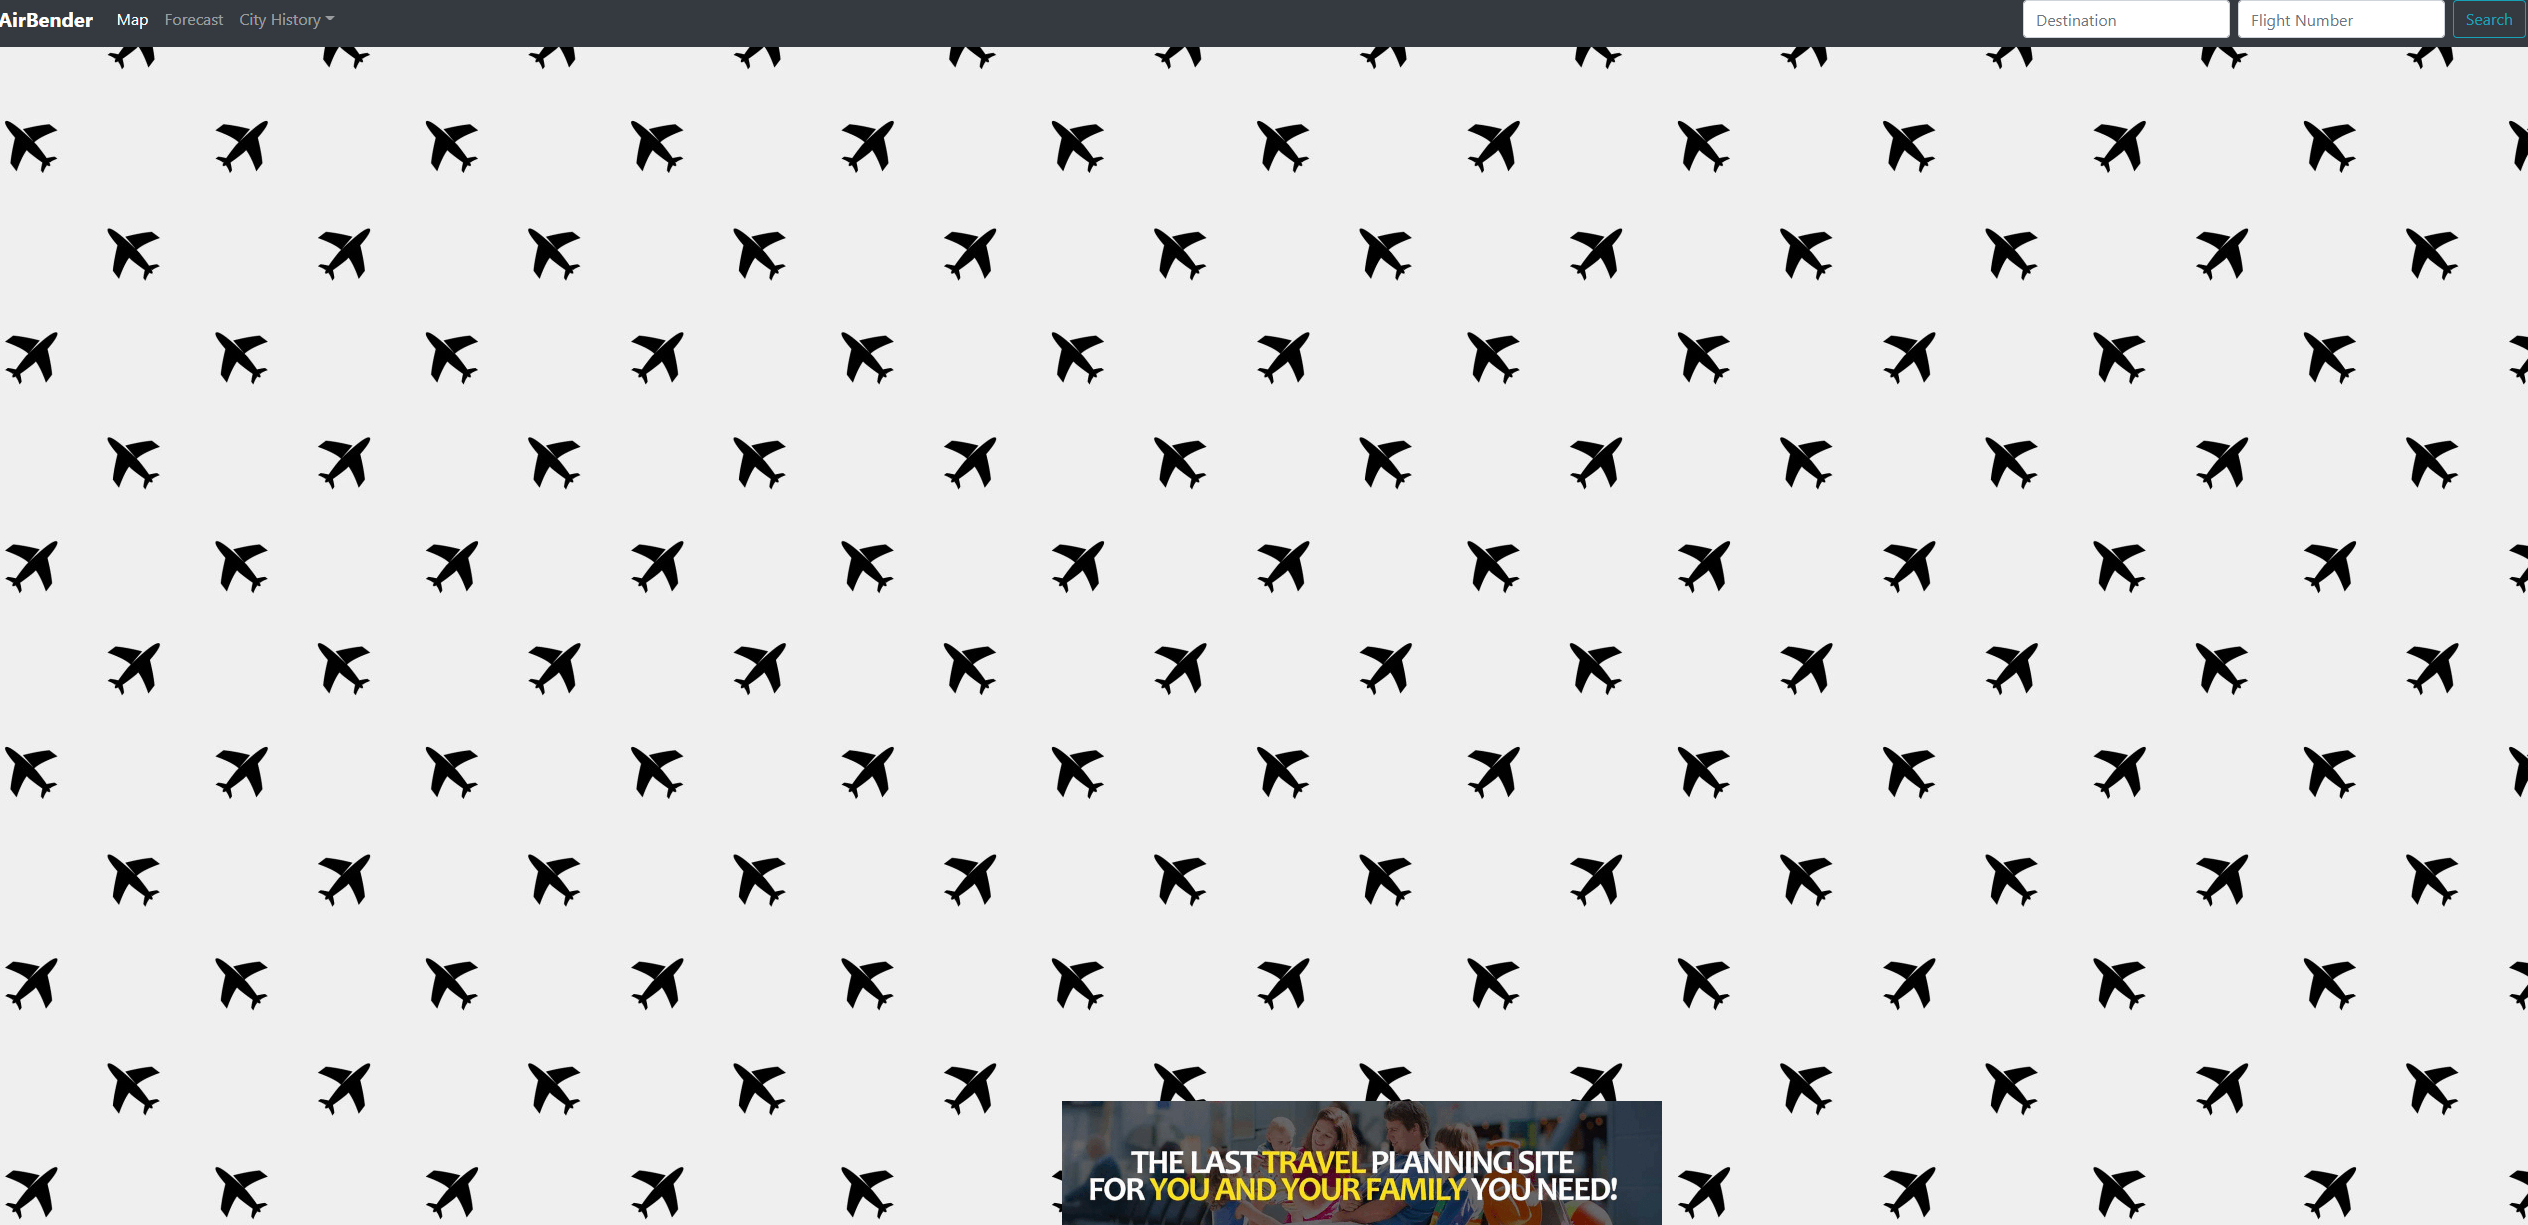 AirBender Map Forecast City History Destination Flight Number Search
THE LAST TRAVEL PLANNING SITE
FOR YOU AND YOUR FAMILY YOU NEED!